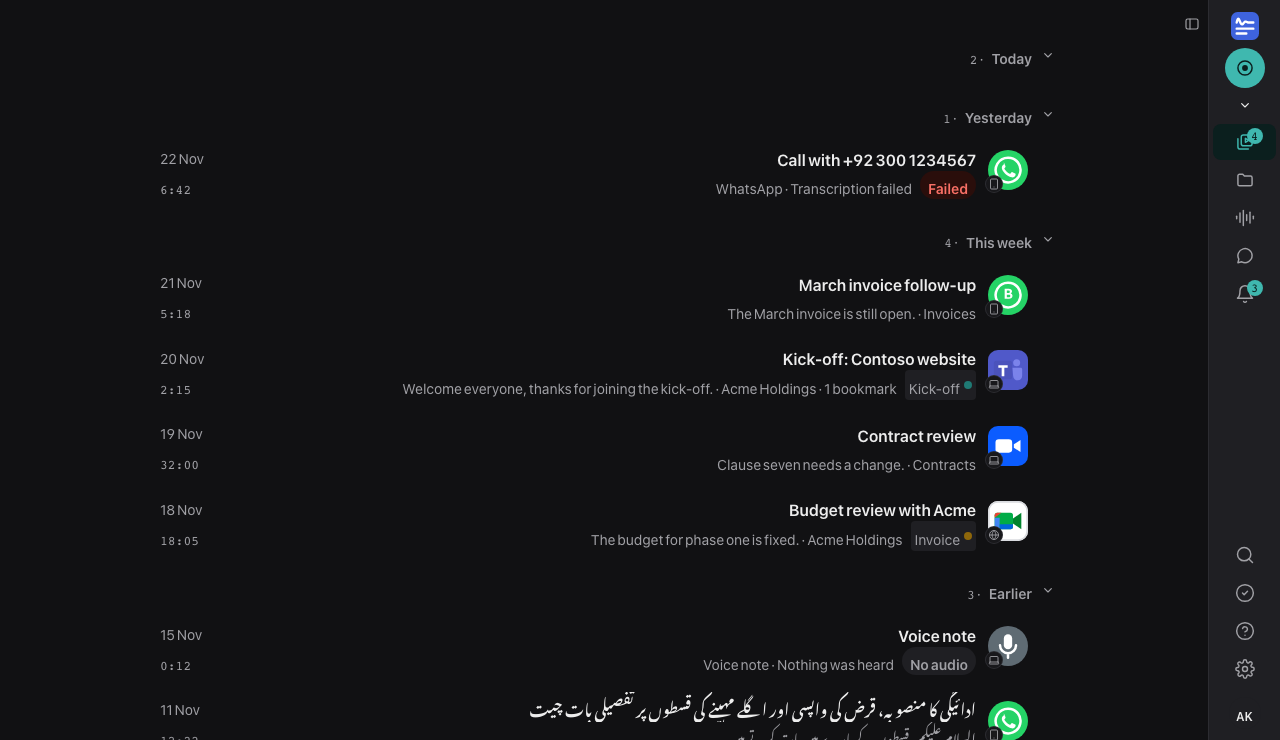 Today · 2
Yesterday · 1
Call with +92 300 1234567
22 Nov
WhatsApp · Transcription failed Failed
6:42
This week · 4
March invoice follow-up
21 Nov
The March invoice is still open. · Invoices
5:18
Kick-off: Contoso website
20 Nov
Welcome everyone, thanks for joining the kick-off. · Acme Holdings · 1 bookmark Kick-off
2:15
Contract review
19 Nov
Clause seven needs a change. · Contracts
32:00
Budget review with Acme
18 Nov
The budget for phase one is fixed. · Acme Holdings Invoice
18:05
Earlier · 3
Voice note
15 Nov
Voice note · Nothing was heard No audio
0:12
ادائیگی کا منصوبہ، قرض کی واپسی اور اگلے مہینے کی قسطوں پر تفصیلی بات چیت
11 Nov
4
3
AK